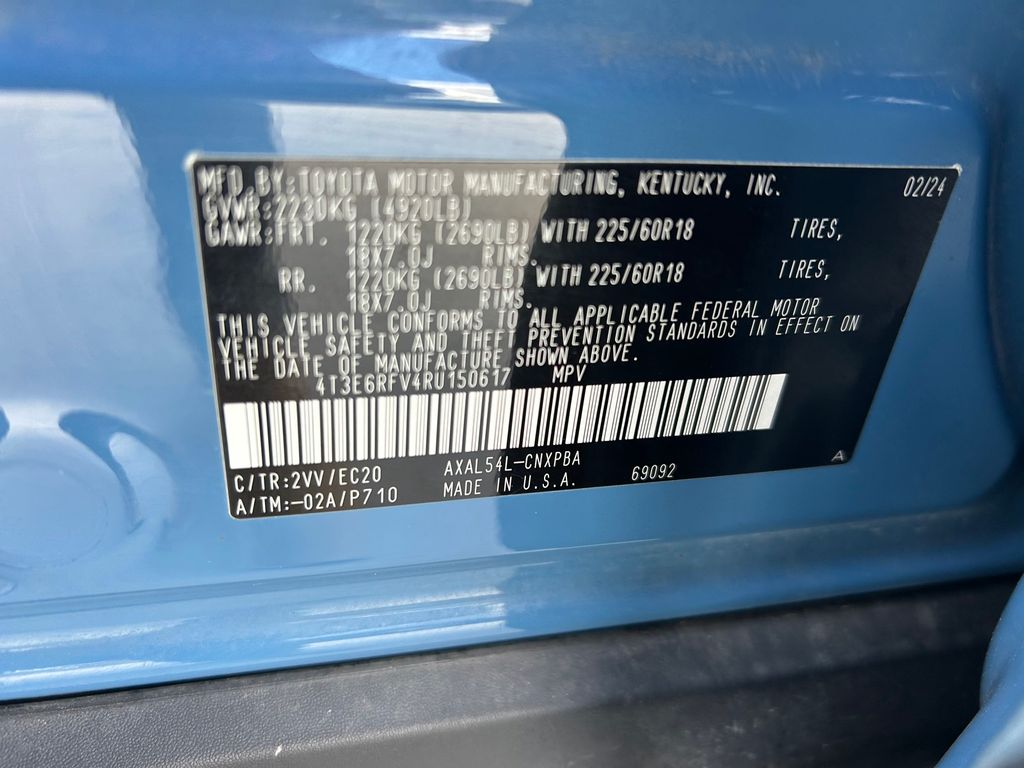 MFD.BY:TOYOTA MOTOR MANUFACTURING, KENTUCKY, INC. 02/24
GVWR:2230KG (4920LB)
GAWR:FRT. 1220KG (2690LB) WITH 225/60R18 TIRES,
18X7.0J RIMS.
RR. 1220KG (2690LB) WITH 225/60R18 TIRES,
18X7.0J RIMS.
THIS VEHICLE CONFORMS TO ALL APPLICABLE FEDERAL MOTOR
VEHICLE SAFETY AND THEFT PREVENTION STANDARDS IN EFFECT ON
THE DATE OF MANUFACTURE SHOWN ABOVE.
4T3E6RFV4RU150617 MPV
C/TR:2VV/EC20 AXAL54L-CNXPBA
A/TM:-02A/P710 MADE IN U.S.A. 69092 A